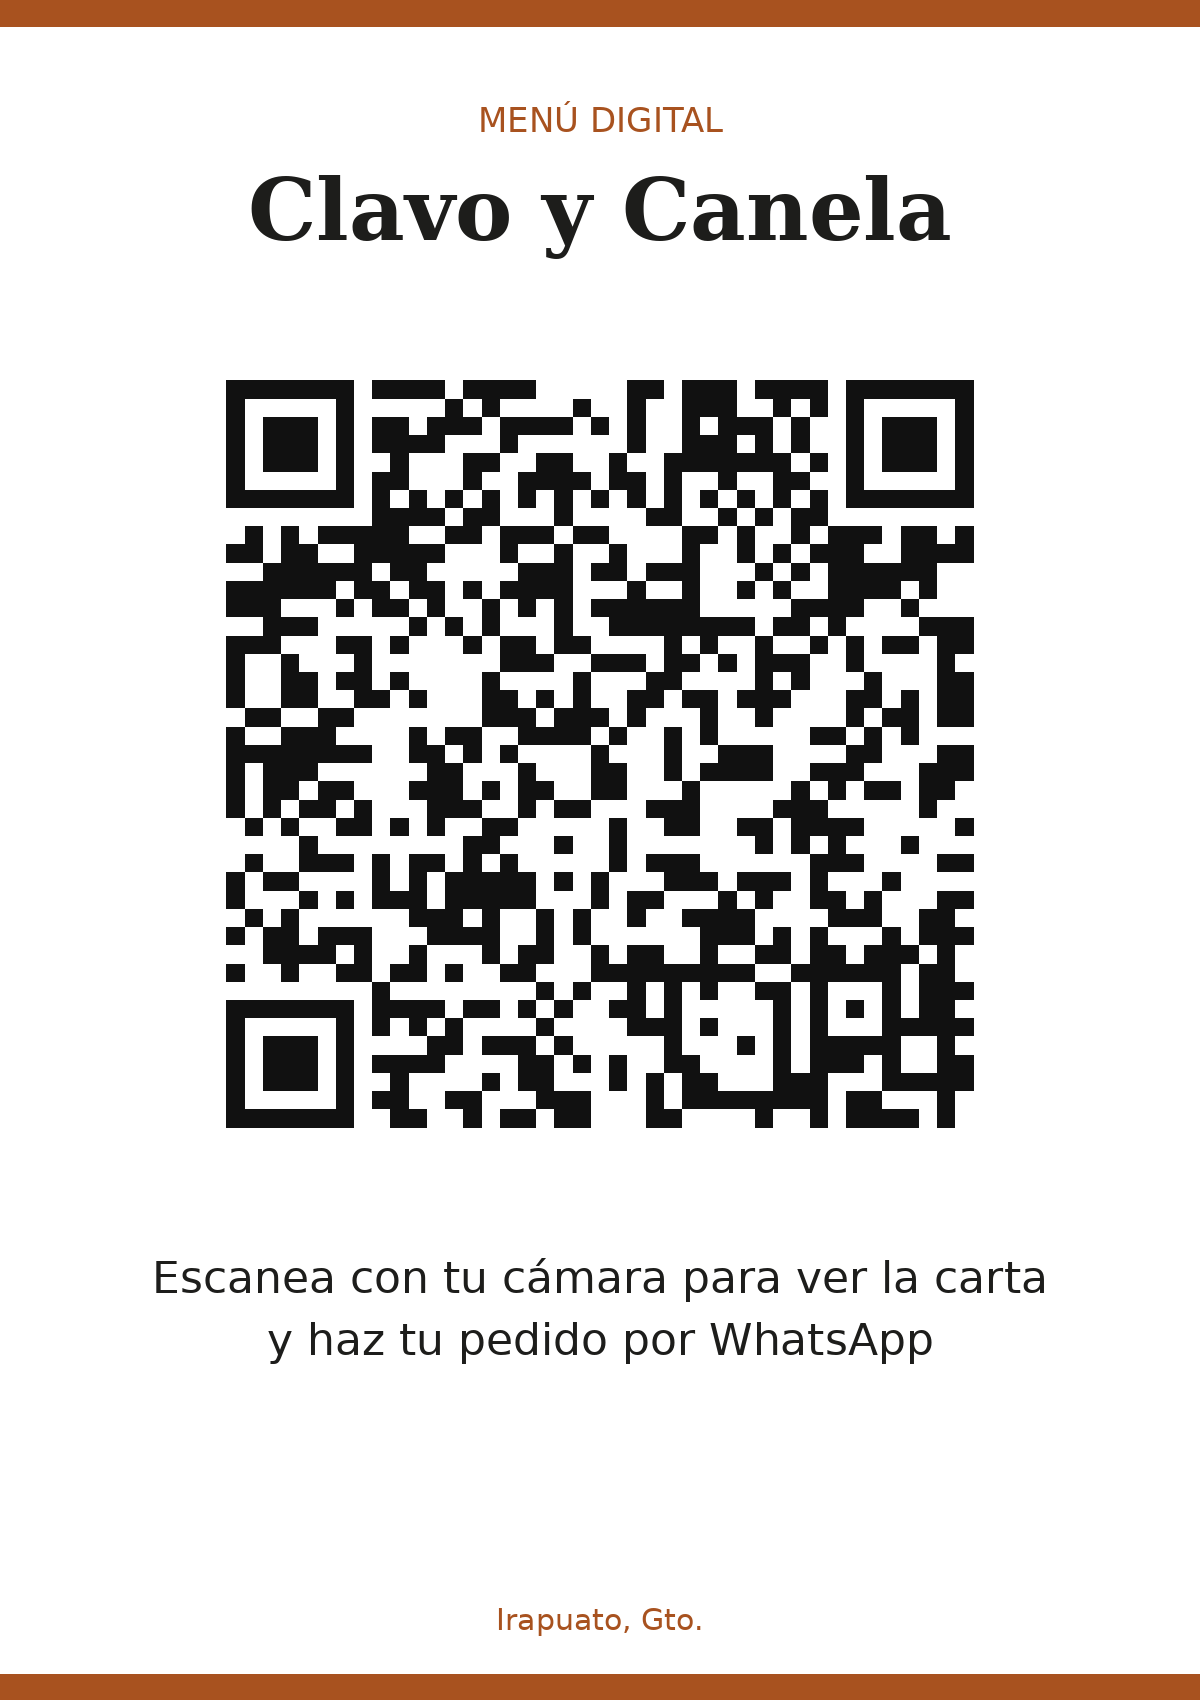 MENÚ DIGITAL
Clavo y Canela
Escanea con tu cámara para ver la carta
y haz tu pedido por WhatsApp
Irapuato, Gto.